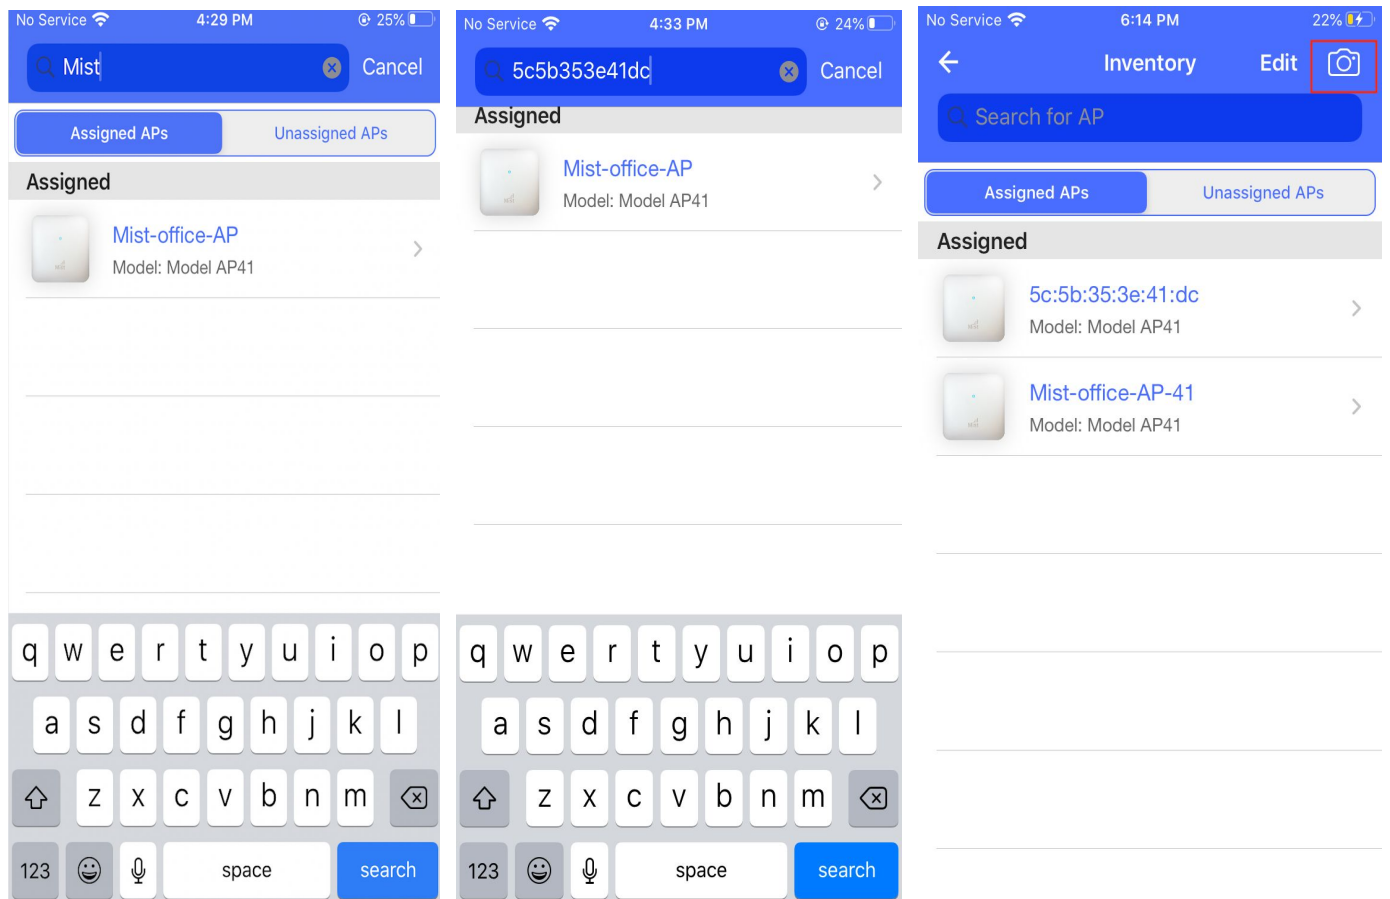 No Service 4:29 PM 25%
Mist Cancel
Assigned APs Unassigned APs
Assigned
Mist-office-AP
Model: Model AP41
q w e r t y u i o p
a s d f g h j k l
z x c v b n m
123 space search
No Service 4:33 PM 24%
5c5b353e41dc Cancel
Assigned
Mist-office-AP
Model: Model AP41
q w e r t y u i o p
a s d f g h j k l
z x c v b n m
123 space search
No Service 6:14 PM 22%
Inventory Edit
Search for AP
Assigned APs Unassigned APs
Assigned
5c:5b:35:3e:41:dc
Model: Model AP41
Mist-office-AP-41
Model: Model AP41